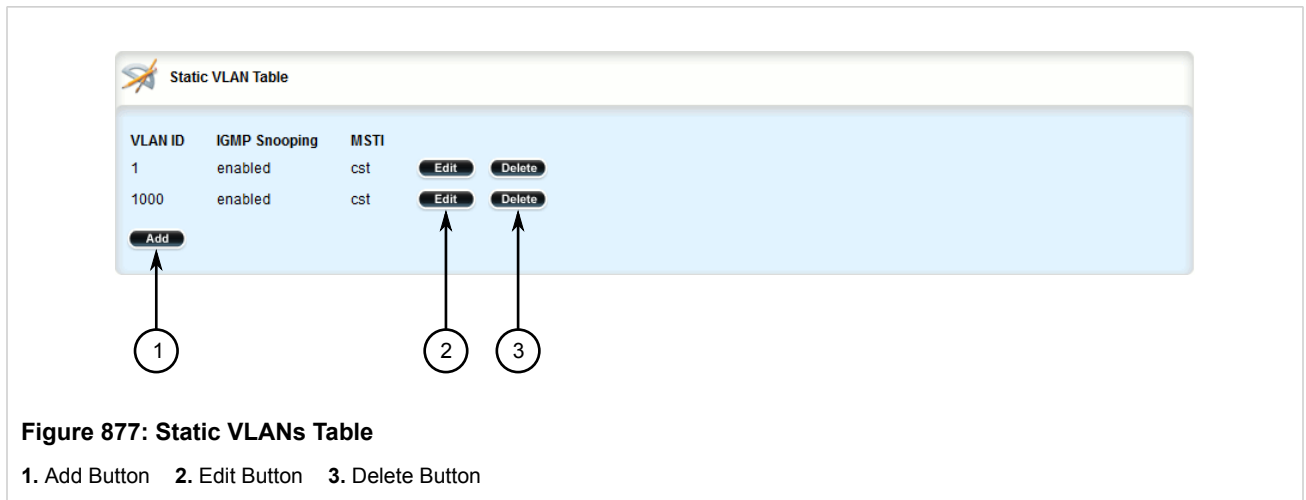 Static VLAN Table
VLAN ID IGMP Snooping MSTI
1 enabled cst Edit Delete
1000 enabled cst Edit Delete
Add
1 2 3
Figure 877: Static VLANs Table
1. Add Button 2. Edit Button 3. Delete Button